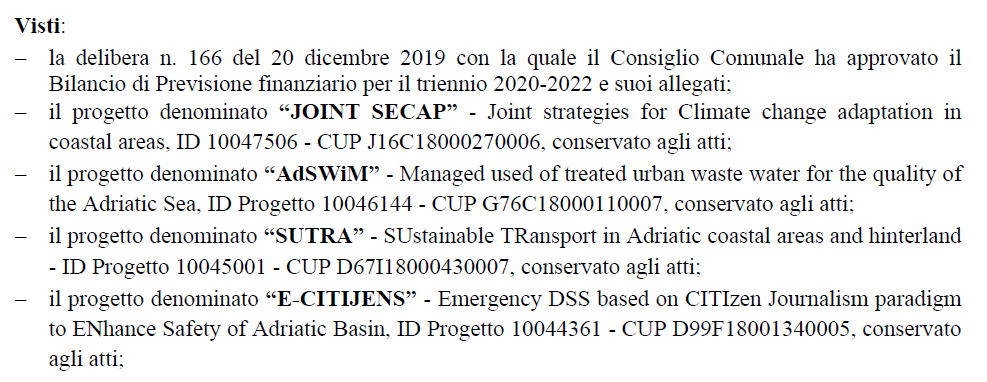 Visti:
– la delibera n. 166 del 20 dicembre 2019 con la quale il Consiglio Comunale ha approvato il
Bilancio di Previsione finanziario per il triennio 2020-2022 e suoi allegati;
– il progetto denominato “JOINT SECAP” - Joint strategies for Climate change adaptation in
coastal areas, ID 10047506 - CUP J16C18000270006, conservato agli atti;
– il progetto denominato “AdSWiM” - Managed used of treated urban waste water for the quality of
the Adriatic Sea, ID Progetto 10046144 - CUP G76C18000110007, conservato agli atti;
– il progetto denominato “SUTRA” - SUstainable TRansport in Adriatic coastal areas and hinterland
- ID Progetto 10045001 - CUP D67I18000430007, conservato agli atti;
– il progetto denominato “E-CITIJENS” - Emergency DSS based on CITIzen Journalism paradigm
to ENhance Safety of Adriatic Basin, ID Progetto 10044361 - CUP D99F18001340005, conservato
agli atti;